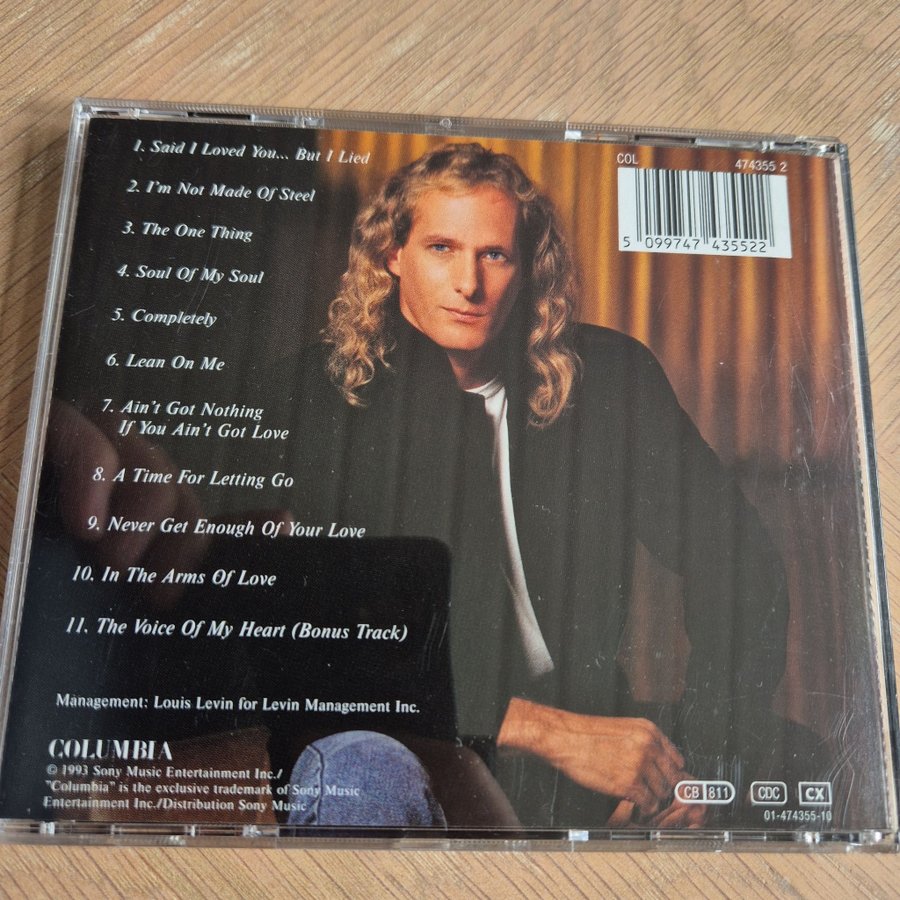 1. Said I Loved You... But I Lied
2. I'm Not Made Of Steel
3. The One Thing
4. Soul Of My Soul
5. Completely
6. Lean On Me
7. Ain't Got Nothing
If You Ain't Got Love
8. A Time For Letting Go
9. Never Get Enough Of Your Love
10. In The Arms Of Love
11. The Voice Of My Heart (Bonus Track)
Management: Louis Levin for Levin Management Inc.
COLUMBIA
© 1993 Sony Music Entertainment Inc./
"Columbia" is the exclusive trademark of Sony Music
Entertainment Inc./Distribution Sony Music
COL 474355 2
5 099747 435522
CB 811 CDC CX
01-474355-10